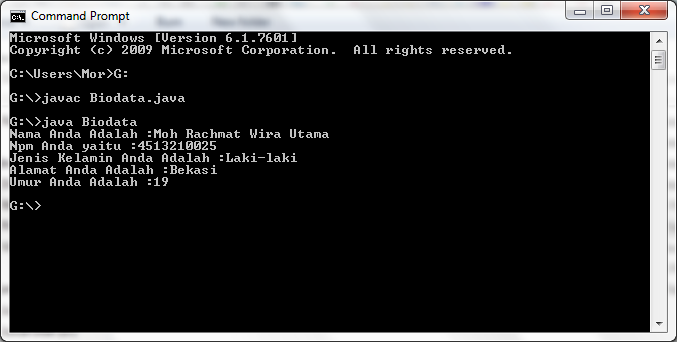 Command Prompt
Microsoft Windows [Version 6.1.7601]
Copyright (c) 2009 Microsoft Corporation.  All rights reserved.
C:\Users\Mor>G:
G:\>javac Biodata.java
G:\>java Biodata
Nama Anda Adalah :Moh Rachmat Wira Utama
Npm Anda yaitu :4513210025
Jenis Kelamin Anda Adalah :Laki-laki
Alamat Anda Adalah :Bekasi
Umur Anda Adalah :19
G:\>